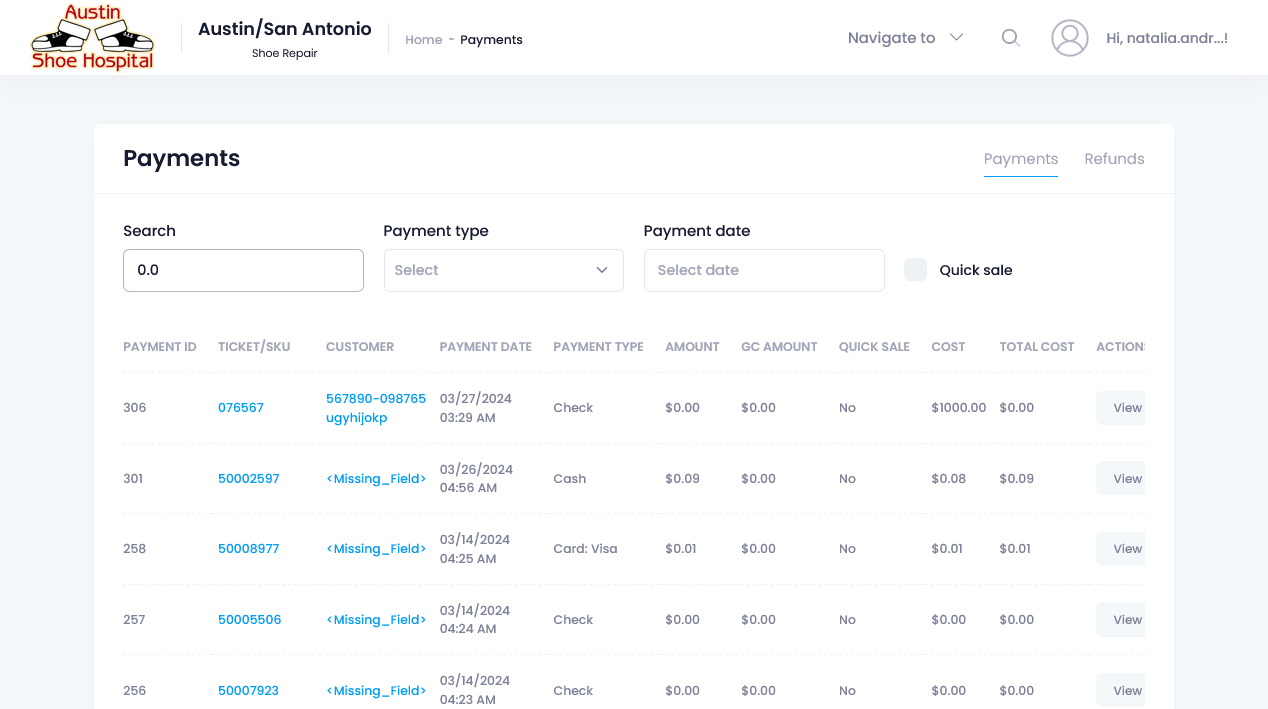 Austin
Shoe Hospital
Austin/San Antonio
Shoe Repair
Home - Payments
Navigate to
Hi, natalia.andr...!
Payments
Payments Refunds
Search Payment type Payment date
0.0 Select Select date Quick sale
PAYMENT ID TICKET/SKU CUSTOMER PAYMENT DATE PAYMENT TYPE AMOUNT GC AMOUNT QUICK SALE COST TOTAL COST ACTIONS
306 076567 567890-098765 ugyhijokp 03/27/2024 03:29 AM Check $0.00 $0.00 No $1000.00 $0.00 View
301 50002597 <Missing_Field> 03/26/2024 04:56 AM Cash $0.09 $0.00 No $0.08 $0.09 View
258 50008977 <Missing_Field> 03/14/2024 04:25 AM Card: Visa $0.01 $0.00 No $0.01 $0.01 View
257 50005506 <Missing_Field> 03/14/2024 04:24 AM Check $0.00 $0.00 No $0.00 $0.00 View
256 50007923 <Missing_Field> 03/14/2024 04:23 AM Check $0.00 $0.00 No $0.00 $0.00 View